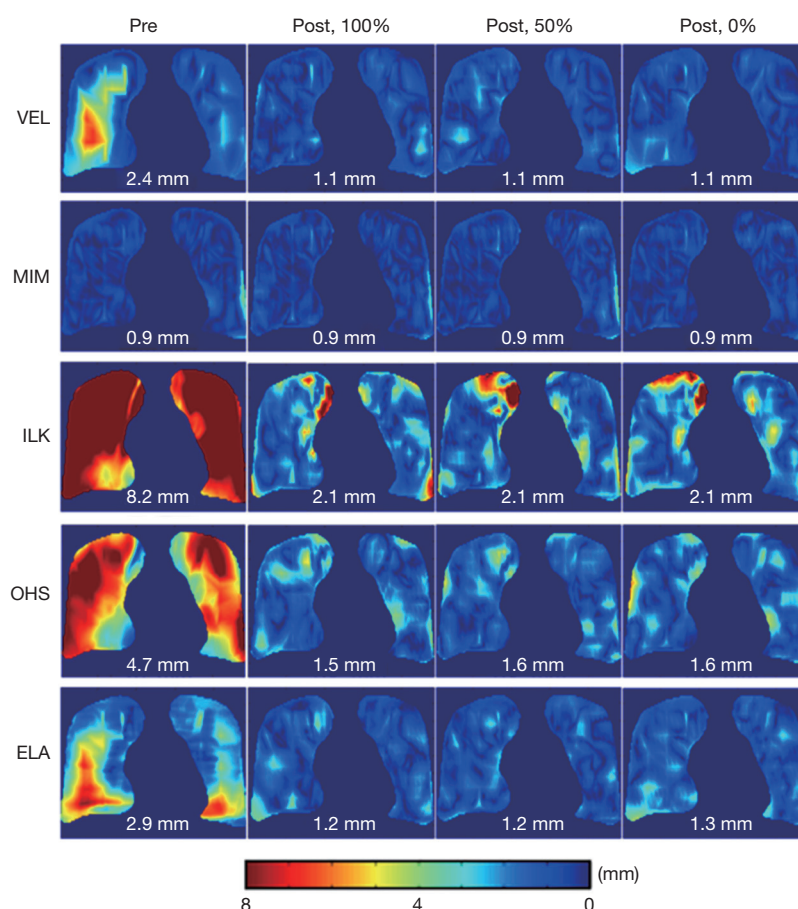 Pre Post, 100% Post, 50% Post, 0%
VEL
2.4 mm 1.1 mm 1.1 mm 1.1 mm
MIM
0.9 mm 0.9 mm 0.9 mm 0.9 mm
ILK
8.2 mm 2.1 mm 2.1 mm 2.1 mm
OHS
4.7 mm 1.5 mm 1.6 mm 1.6 mm
ELA
2.9 mm 1.2 mm 1.2 mm 1.3 mm
(mm)
8 4 0